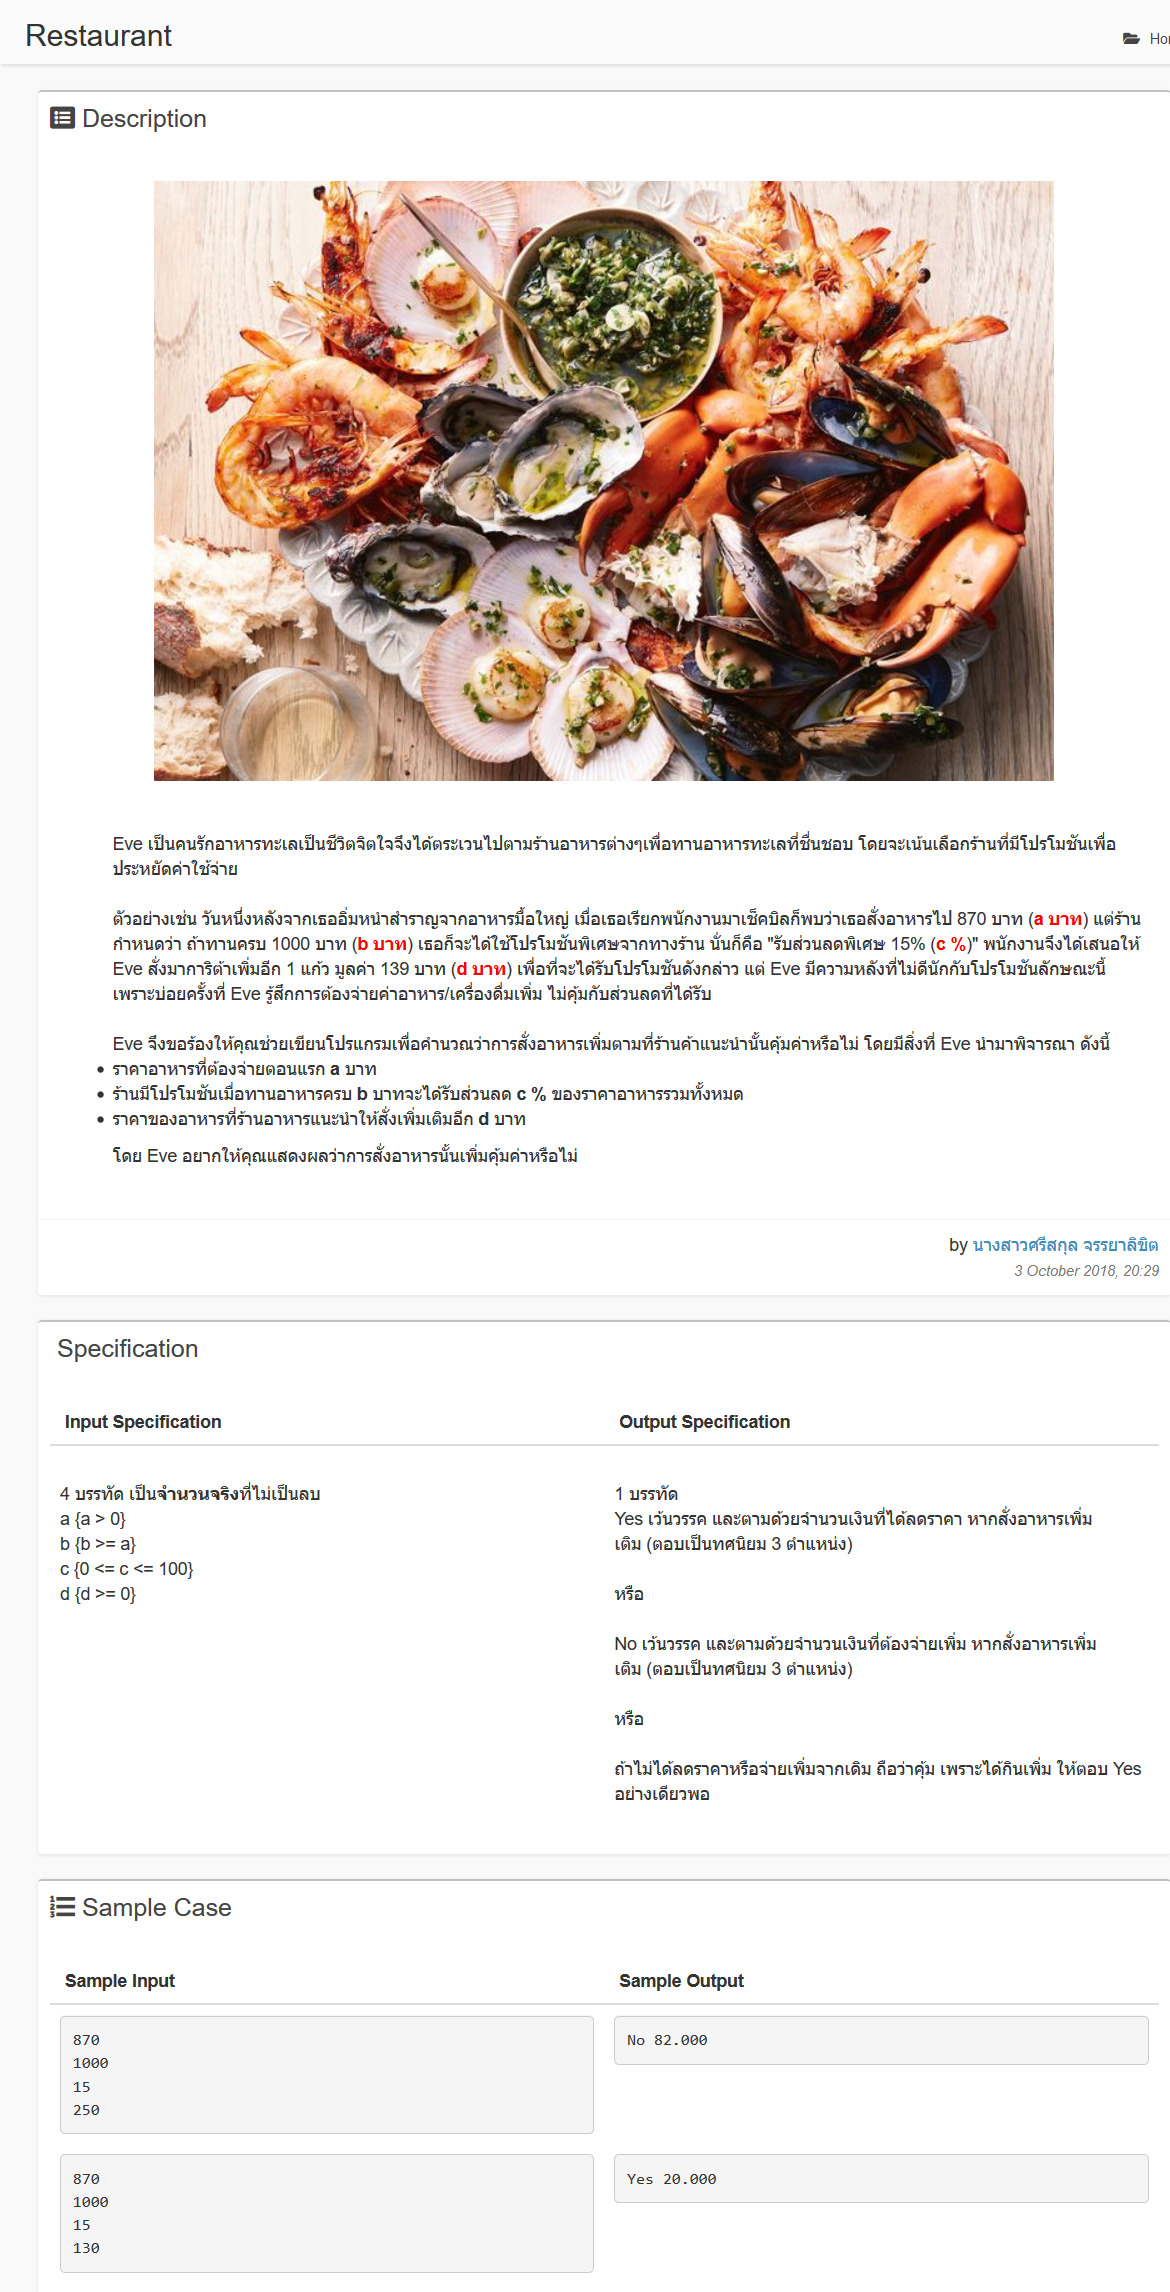 Restaurant
Description
Eve เป็นคนรักอาหารทะเลเป็นชีวิตจิตใจจึงได้ตระเวนไปตามร้านอาหารต่างๆเพื่อทานอาหารทะเลที่ชื่นชอบ โดยจะเน้นเลือกร้านที่มีโปรโมชันเพื่อ
ประหยัดค่าใช้จ่าย
ตัวอย่างเช่น วันหนึ่งหลังจากเธออิ่มหนำสำราญจากอาหารมื้อใหญ่ เมื่อเธอเรียกพนักงานมาเช็คบิลก็พบว่าเธอสั่งอาหารไป 870 บาท (a บาท) แต่ร้าน
กำหนดว่า ถ้าทานครบ 1000 บาท (b บาท) เธอก็จะได้ใช้โปรโมชันพิเศษจากทางร้าน นั่นก็คือ "รับส่วนลดพิเศษ 15% (c %)" พนักงานจึงได้เสนอให้
Eve สั่งมาการิต้าเพิ่มอีก 1 แก้ว มูลค่า 139 บาท (d บาท) เพื่อที่จะได้รับโปรโมชันดังกล่าว แต่ Eve มีความหลังที่ไม่ดีนักกับโปรโมชันลักษณะนี้
เพราะบ่อยครั้งที่ Eve รู้สึกการต้องจ่ายค่าอาหาร/เครื่องดื่มเพิ่ม ไม่คุ้มกับส่วนลดที่ได้รับ
Eve จึงขอร้องให้คุณช่วยเขียนโปรแกรมเพื่อคำนวณว่าการสั่งอาหารเพิ่มตามที่ร้านค้าแนะนำนั้นคุ้มค่าหรือไม่ โดยมีสิ่งที่ Eve นำมาพิจารณา ดังนี้
• ราคาอาหารที่ต้องจ่ายตอนแรก a บาท
• ร้านมีโปรโมชันเมื่อทานอาหารครบ b บาทจะได้รับส่วนลด c % ของราคาอาหารรวมทั้งหมด
• ราคาของอาหารที่ร้านอาหารแนะนำให้สั่งเพิ่มเติมอีก d บาท
โดย Eve อยากให้คุณแสดงผลว่าการสั่งอาหารนั้นเพิ่มคุ้มค่าหรือไม่
by นางสาวศรีสกุล จรรยาลิขิต
3 October 2018, 20:29
Specification
Input Specification
4 บรรทัด เป็นจำนวนจริงที่ไม่เป็นลบ
a {a > 0}
b {b >= a}
c {0 <= c <= 100}
d {d >= 0}
Output Specification
1 บรรทัด
Yes เว้นวรรค และตามด้วยจำนวนเงินที่ได้ลดราคา หากสั่งอาหารเพิ่ม
เติม (ตอบเป็นทศนิยม 3 ตำแหน่ง)
หรือ
No เว้นวรรค และตามด้วยจำนวนเงินที่ต้องจ่ายเพิ่ม หากสั่งอาหารเพิ่ม
เติม (ตอบเป็นทศนิยม 3 ตำแหน่ง)
หรือ
ถ้าไม่ได้ลดราคาหรือจ่ายเพิ่มจากเดิม ถือว่าคุ้ม เพราะได้กินเพิ่ม ให้ตอบ Yes
อย่างเดียวพอ
Sample Case
Sample Input
Sample Output
870
1000
15
250
No 82.000
870
1000
15
130
Yes 20.000